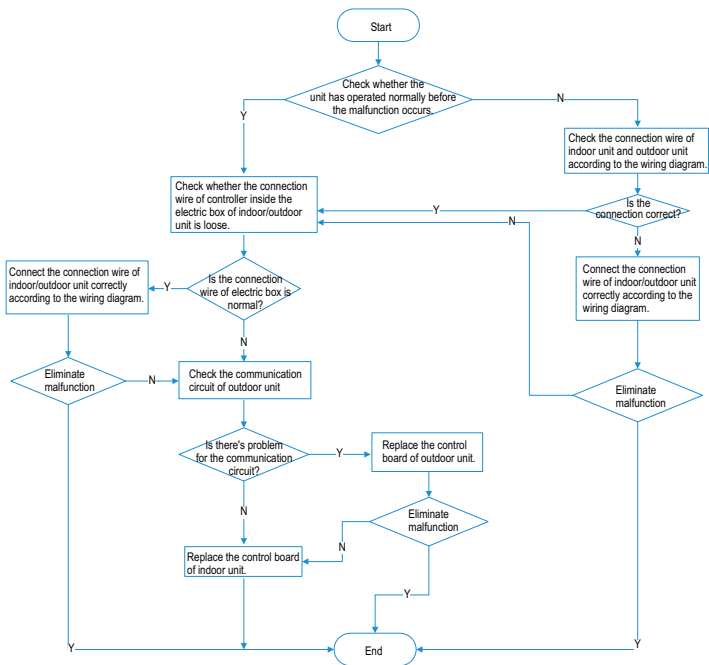 Start
Check whether the
unit has operated normally before
the malfunction occurs.
N
Y
Check the connection wire of
indoor unit and outdoor unit
according to the wiring diagram.
Check whether the connection
wire of controller inside the
electric box of indoor/outdoor
unit is loose.
Y
N
Is the
connection correct?
N
Connect the connection wire of
indoor/outdoor unit correctly
according to the wiring diagram.
Y
Is the connection
wire of electric box is
normal?
Connect the connection
wire of indoor/outdoor unit
correctly according to the
wiring diagram.
N
Eliminate
malfunction
N
Check the communication
circuit of outdoor unit
N
Eliminate
malfunction
Is there's problem
for the communication
circuit?
Y
Replace the control
board of outdoor unit.
N
Eliminate
malfunction
N
Replace the control board
of indoor unit.
Y
Y
End
Y